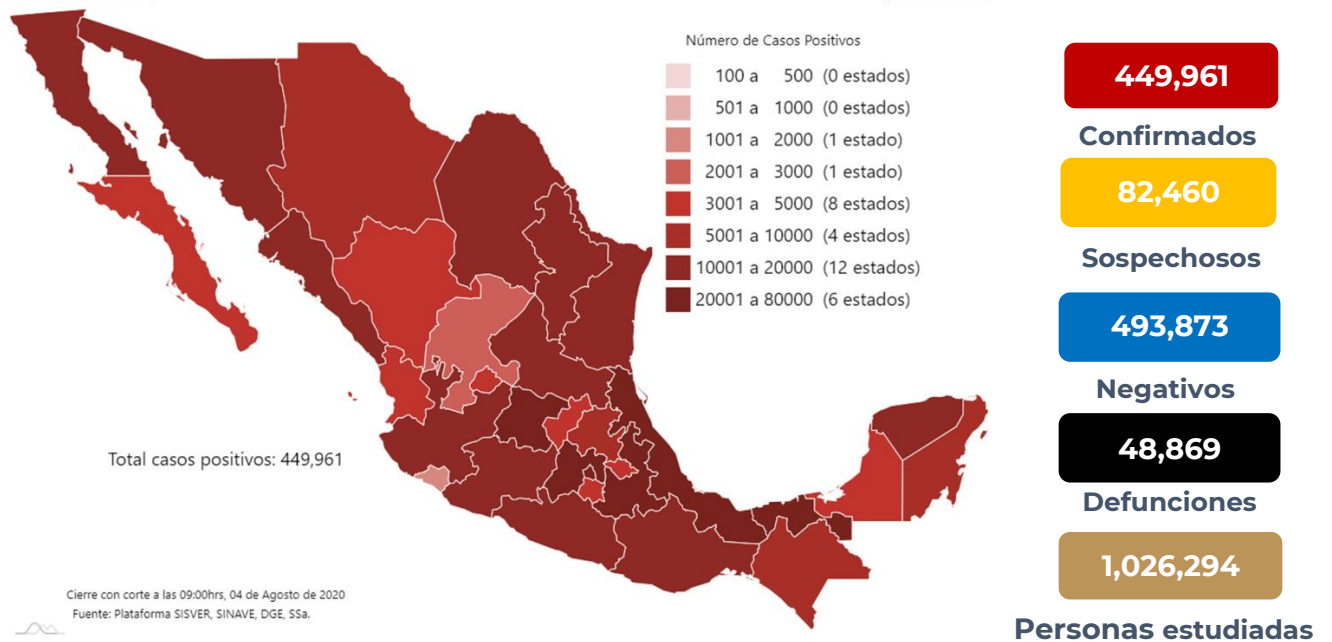 Número de Casos Positivos
100 a 500 (0 estados)
501 a 1000 (0 estados)
1001 a 2000 (1 estado)
2001 a 3000 (1 estado)
3001 a 5000 (8 estados)
5001 a 10000 (4 estados)
10001 a 20000 (12 estados)
20001 a 80000 (6 estados)
Total casos positivos: 449,961
Cierre con corte a las 09:00hrs, 04 de Agosto de 2020
Fuente: Plataforma SISVER, SINAVE, DGE, SSa.
449,961
Confirmados
82,460
Sospechosos
493,873
Negativos
48,869
Defunciones
1,026,294
Personas estudiadas